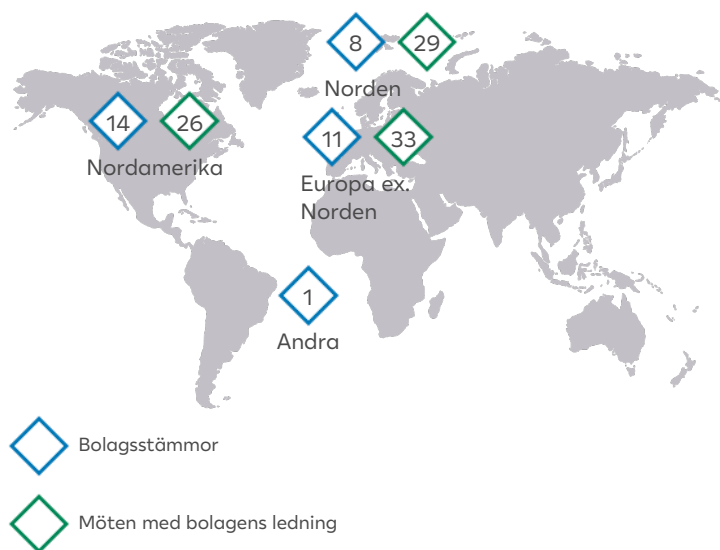 8 29
Norden
14 26
Nordamerika
11 33
Europa ex.
Norden
1
Andra
Bolagsstämmor
Möten med bolagens ledning